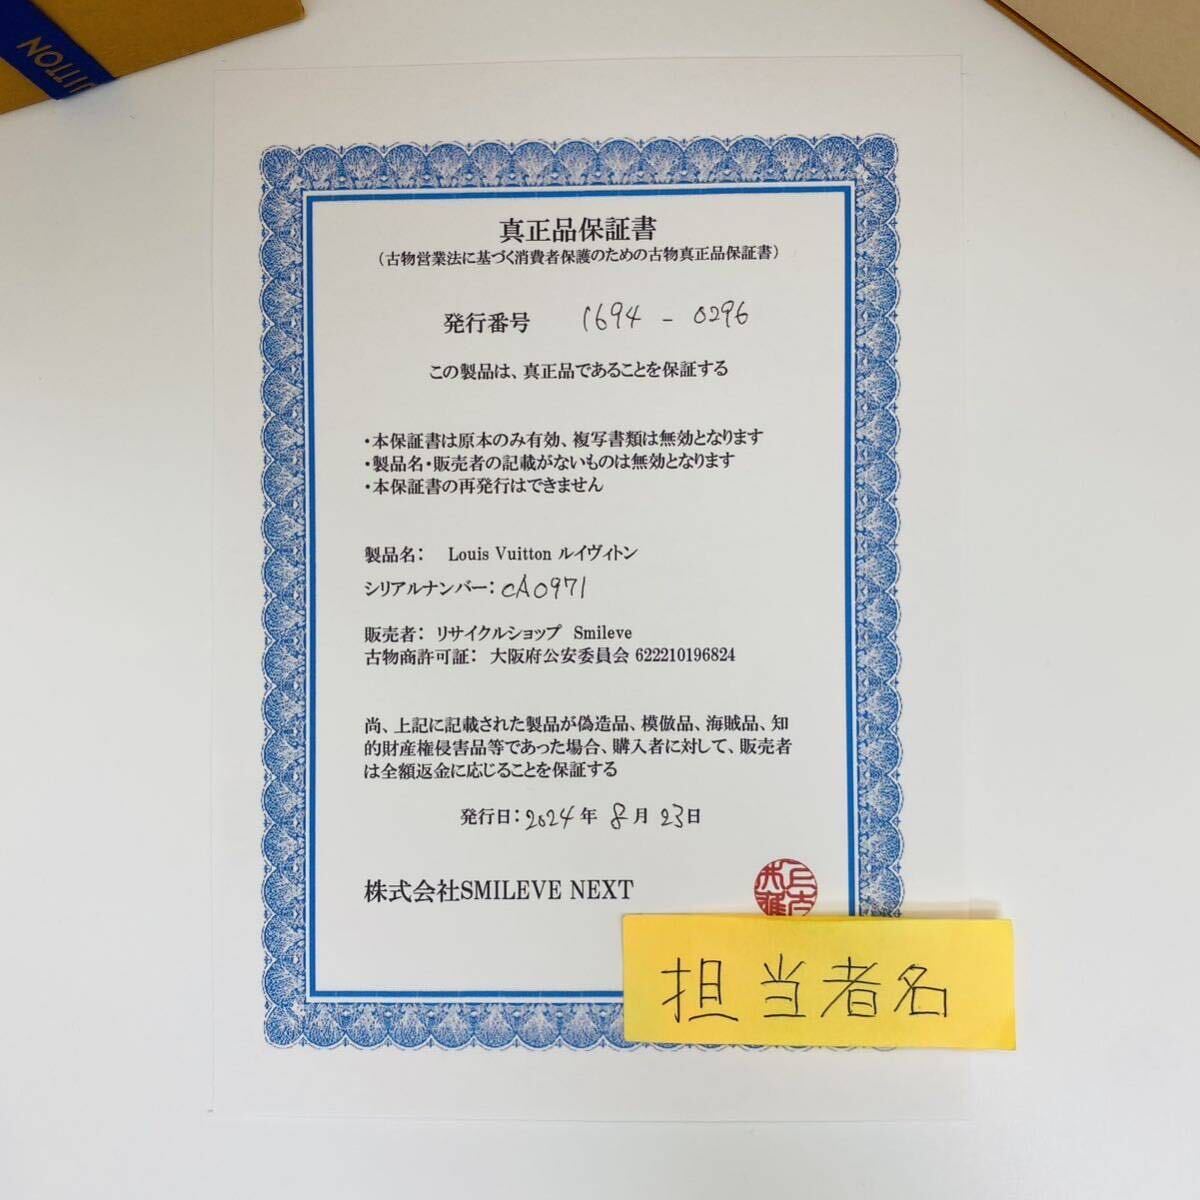 UITTON
真正品保証書
（古物営業法に基づく消費者保護のための古物真正品保証書）
発行番号 1694-0296
この製品は、真正品であることを保証する
・本保証書は原本のみ有効、複写書類は無効となります
・製品名・販売者の記載がないものは無効となります
・本保証書の再発行はできません
製品名： Louis Vuitton ルイヴィトン
シリアルナンバー：CA0971
販売者： リサイクルショップ Smileve
古物商許可証： 大阪府公安委員会 622210196824
尚、上記に記載された製品が偽造品、模倣品、海賊品、知
的財産権侵害品等であった場合、購入者に対して、販売者
は全額返金に応じることを保証する
発行日：2024年 8月 23日
株式会社SMILEVE NEXT
担当者名